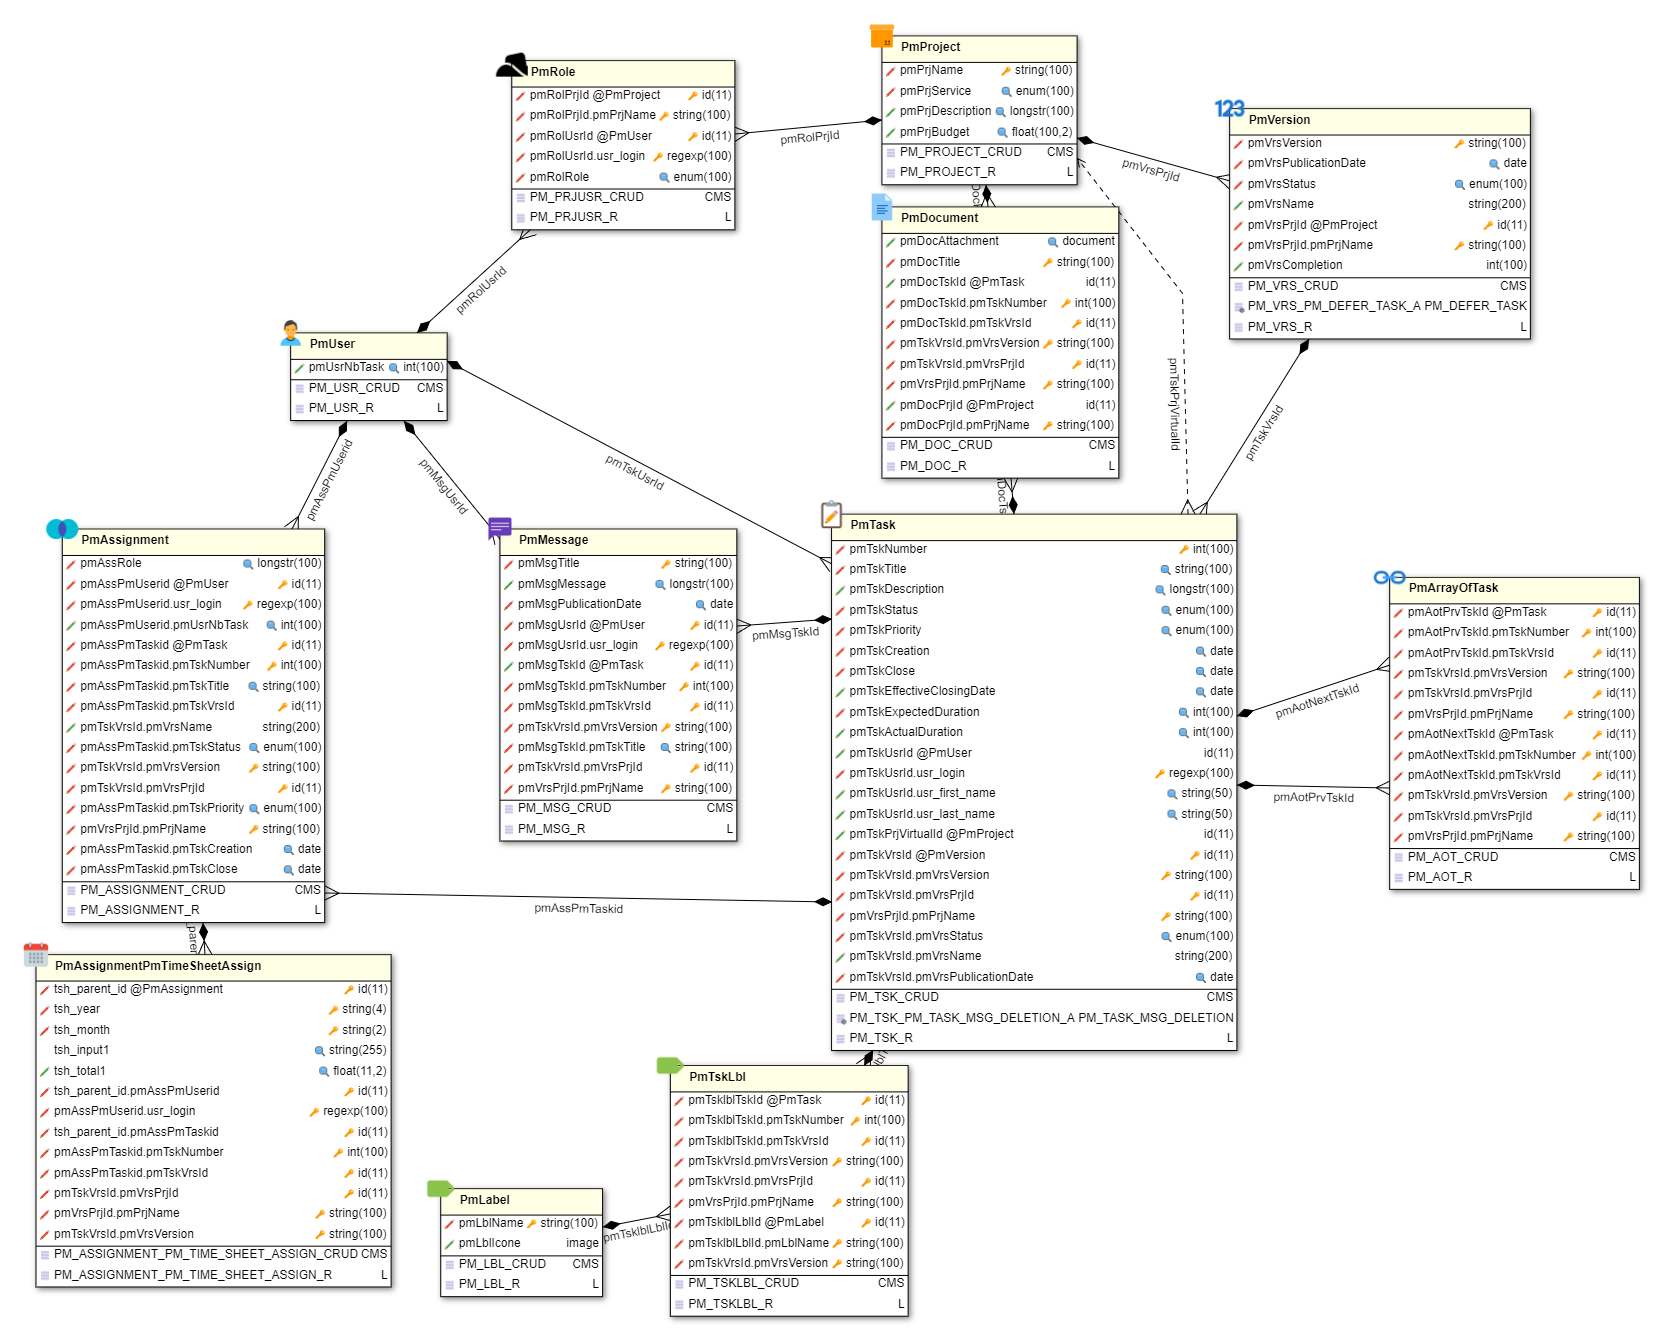 PmProject
pmPrjName string(100)
pmPrjService enum(100)
pmPrjDescription longstr(100)
pmPrjBudget float(100,2)
PM_PROJECT_CRUD CMS
PM_PROJECT_R L
PmRole
pmRolPrjId @PmProject id(11)
pmRolPrjId.pmPrjName string(100)
pmRolUsrId @PmUser id(11)
pmRolUsrId.usr_login regexp(100)
pmRolRole enum(100)
PM_PRJUSR_CRUD CMS
PM_PRJUSR_R L
pmRolPrjId
123
PmVersion
pmVrsVersion string(100)
pmVrsPublicationDate date
pmVrsStatus enum(100)
pmVrsName string(200)
pmVrsPrjId @PmProject id(11)
pmVrsPrjId.pmPrjName string(100)
pmVrsCompletion int(100)
PM_VRS_CRUD CMS
PM_VRS_PM_DEFER_TASK_A PM_DEFER_TASK
PM_VRS_R L
pmVrsPrjId
PmDocument
pmDocAttachment document
pmDocTitle string(100)
pmDocTskId @PmTask id(11)
pmDocTskId.pmTskNumber int(100)
pmDocTskId.pmTskVrsId id(11)
pmTskVrsId.pmVrsVersion string(100)
pmTskVrsId.pmVrsPrjId id(11)
pmVrsPrjId.pmPrjName string(100)
pmDocPrjId @PmProject id(11)
pmDocPrjId.pmPrjName string(100)
PM_DOC_CRUD CMS
PM_DOC_R L
pmRolUsrId
pmTskPrjVirtualId
pmTskVrsId
PmUser
pmUsrNbTask int(100)
PM_USR_CRUD CMS
PM_USR_R L
pmAssPmUserid
pmMsgUsrId
pmTskUsrId
PmAssignment
pmAssRole longstr(100)
pmAssPmUserid @PmUser id(11)
pmAssPmUserid.usr_login regexp(100)
pmAssPmUserid.pmUsrNbTask int(100)
pmAssPmTaskid @PmTask id(11)
pmAssPmTaskid.pmTskNumber int(100)
pmAssPmTaskid.pmTskTitle string(100)
pmAssPmTaskid.pmTskVrsId id(11)
pmTskVrsId.pmVrsName string(200)
pmAssPmTaskid.pmTskStatus enum(100)
pmTskVrsId.pmVrsVersion string(100)
pmTskVrsId.pmVrsPrjId id(11)
pmAssPmTaskid.pmTskPriority enum(100)
pmVrsPrjId.pmPrjName string(100)
pmAssPmTaskid.pmTskCreation date
pmAssPmTaskid.pmTskClose date
PM_ASSIGNMENT_CRUD CMS
PM_ASSIGNMENT_R L
PmMessage
pmMsgTitle string(100)
pmMsgMessage longstr(100)
pmMsgPublicationDate date
pmMsgUsrId @PmUser id(11)
pmMsgUsrId.usr_login regexp(100)
pmMsgTskId @PmTask id(11)
pmMsgTskId.pmTskNumber int(100)
pmMsgTskId.pmTskVrsId id(11)
pmTskVrsId.pmVrsVersion string(100)
pmMsgTskId.pmTskTitle string(100)
pmTskVrsId.pmVrsPrjId id(11)
pmVrsPrjId.pmPrjName string(100)
PM_MSG_CRUD CMS
PM_MSG_R L
pmMsgTskId
PmTask
pmTskNumber int(100)
pmTskTitle string(100)
pmTskDescription longstr(100)
pmTskStatus enum(100)
pmTskPriority enum(100)
pmTskCreation date
pmTskClose date
pmTskEffectiveClosingDate date
pmTskExpectedDuration int(100)
pmTskActualDuration int(100)
pmTskUsrId @PmUser id(11)
pmTskUsrId.usr_login regexp(100)
pmTskUsrId.usr_first_name string(50)
pmTskUsrId.usr_last_name string(50)
pmTskPrjVirtualId @PmProject id(11)
pmTskVrsId @PmVersion id(11)
pmTskVrsId.pmVrsVersion string(100)
pmTskVrsId.pmVrsPrjId id(11)
pmVrsPrjId.pmPrjName string(100)
pmTskVrsId.pmVrsStatus enum(100)
pmTskVrsId.pmVrsName string(200)
pmTskVrsId.pmVrsPublicationDate date
PM_TSK_CRUD CMS
PM_TSK_PM_TASK_MSG_DELETION_A PM_TASK_MSG_DELETION
PM_TSK_R L
PmArrayOfTask
pmAotPrvTskId @PmTask id(11)
pmAotPrvTskId.pmTskNumber int(100)
pmAotPrvTskId.pmTskVrsId id(11)
pmTskVrsId.pmVrsVersion string(100)
pmTskVrsId.pmVrsPrjId id(11)
pmVrsPrjId.pmPrjName string(100)
pmAotNextTskId @PmTask id(11)
pmAotNextTskId.pmTskNumber int(100)
pmAotNextTskId.pmTskVrsId id(11)
pmTskVrsId.pmVrsVersion string(100)
pmTskVrsId.pmVrsPrjId id(11)
pmVrsPrjId.pmPrjName string(100)
PM_AOT_CRUD CMS
PM_AOT_R L
pmAotNextTskId
pmAotPrvTskId
pmAssPmTaskid
PmAssignmentPmTimeSheetAssign
tsh_parent_id @PmAssignment id(11)
tsh_year string(4)
tsh_month string(2)
tsh_input1 string(255)
tsh_total1 float(11,2)
tsh_parent_id.pmAssPmUserid id(11)
pmAssPmUserid.usr_login regexp(100)
tsh_parent_id.pmAssPmTaskid id(11)
pmAssPmTaskid.pmTskNumber int(100)
pmAssPmTaskid.pmTskVrsId id(11)
pmTskVrsId.pmVrsPrjId id(11)
pmVrsPrjId.pmPrjName string(100)
pmTskVrsId.pmVrsVersion string(100)
PM_ASSIGNMENT_PM_TIME_SHEET_ASSIGN_CRUD CMS
PM_ASSIGNMENT_PM_TIME_SHEET_ASSIGN_R L
PmTskLbl
pmTsklblTskId @PmTask id(11)
pmTsklblTskId.pmTskNumber int(100)
pmTsklblTskId.pmTskVrsId id(11)
pmTskVrsId.pmVrsVersion string(100)
pmTskVrsId.pmVrsPrjId id(11)
pmVrsPrjId.pmPrjName string(100)
pmTsklblLblId @PmLabel id(11)
pmTsklblLblId.pmLblName string(100)
pmTskVrsId.pmVrsVersion string(100)
PM_TSKLBL_CRUD CMS
PM_TSKLBL_R L
PmLabel
pmLblName string(100)
pmLblIcone image
PM_LBL_CRUD CMS
PM_LBL_R L